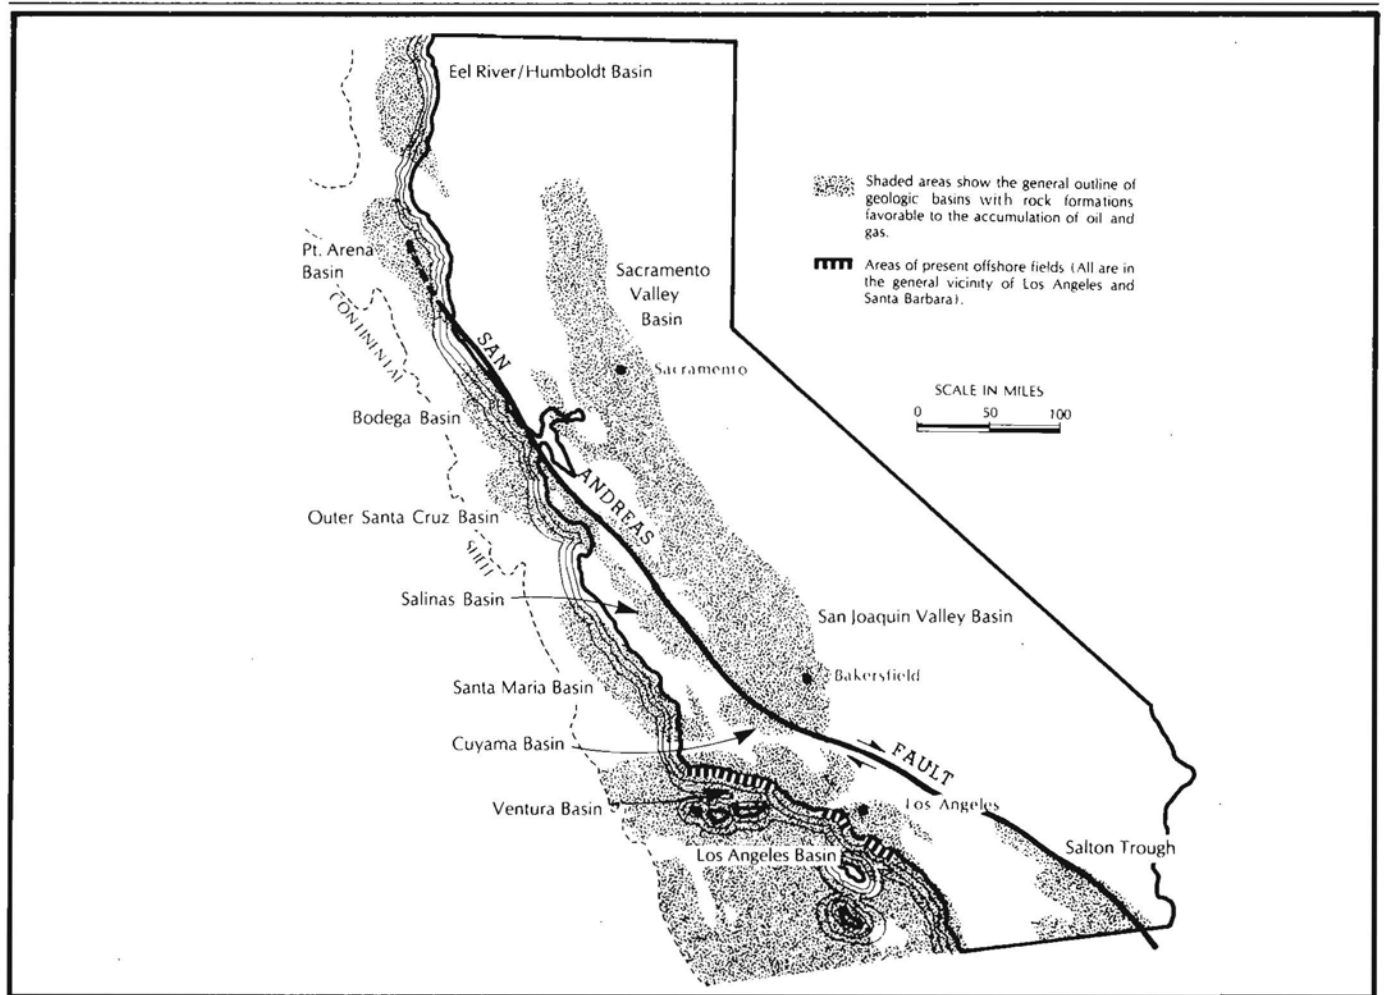 Eel River/Humboldt Basin
Shaded areas show the general outline of
geologic basins with rock formations
favorable to the accumulation of oil and
gas.
Pt. Arena
Basin
Sacramento
Valley
Basin
Areas of present offshore fields (All are in
the general vicinity of Los Angeles and
Santa Barbara).
CONTINENTAL
SAN
Sacramento
SCALE IN MILES
0 50 100
Bodega Basin
ANDREAS
Outer Santa Cruz Basin
SHELF
Salinas Basin
San Joaquin Valley Basin
Bakersfield
Santa Maria Basin
Cuyama Basin
FAULT
Ventura Basin
Los Angeles
Los Angeles Basin
Salton Trough